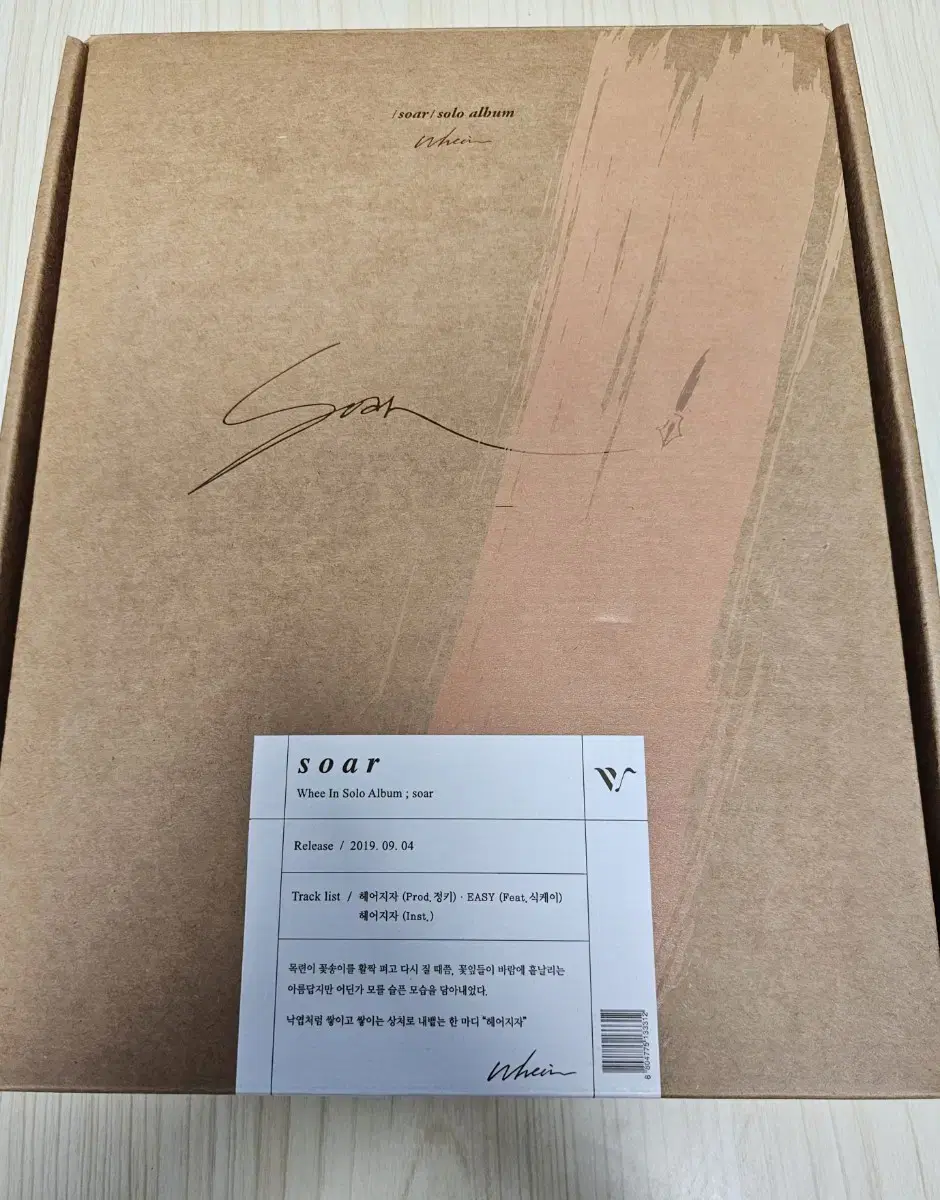 /soar/ solo album
Whein
Soar
soar
Whee In Solo Album ; soar
Release / 2019. 09. 04
Track list / 헤어지자 (Prod. 정키) · EASY (Feat. 식케이)
헤어지자 (Inst.)
목련이 꽃송이를 활짝 펴고 다시 질 때쯤, 꽃잎들이 바람에 흩날리는
아름답지만 어딘가 모를 슬픈 모습을 담아내었다.
낙엽처럼 쌓이고 쌓이는 상처로 내뱉는 한 마디 “헤어지자”
Whein
8 804775 133312